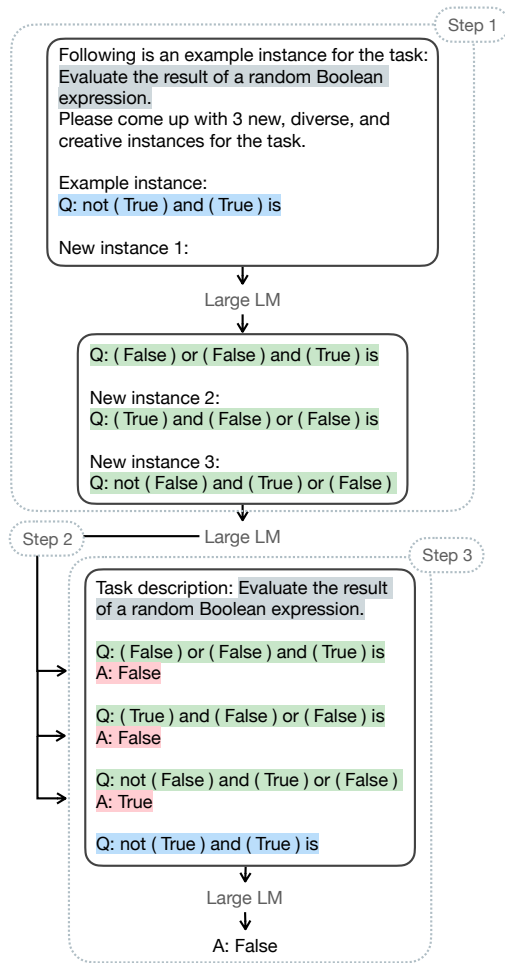 Step 1
Following is an example instance for the task:
Evaluate the result of a random Boolean
expression.
Please come up with 3 new, diverse, and
creative instances for the task.
Example instance:
Q: not ( True ) and ( True ) is
New instance 1:
Large LM
Q: ( False ) or ( False ) and ( True ) is
New instance 2:
Q: ( True ) and ( False ) or ( False ) is
New instance 3:
Q: not ( False ) and ( True ) or ( False )
Step 2
Large LM
Step 3
Task description: Evaluate the result
of a random Boolean expression.
Q: ( False ) or ( False ) and ( True ) is
A: False
Q: ( True ) and ( False ) or ( False ) is
A: False
Q: not ( False ) and ( True ) or ( False )
A: True
Q: not ( True ) and ( True ) is
Large LM
A: False